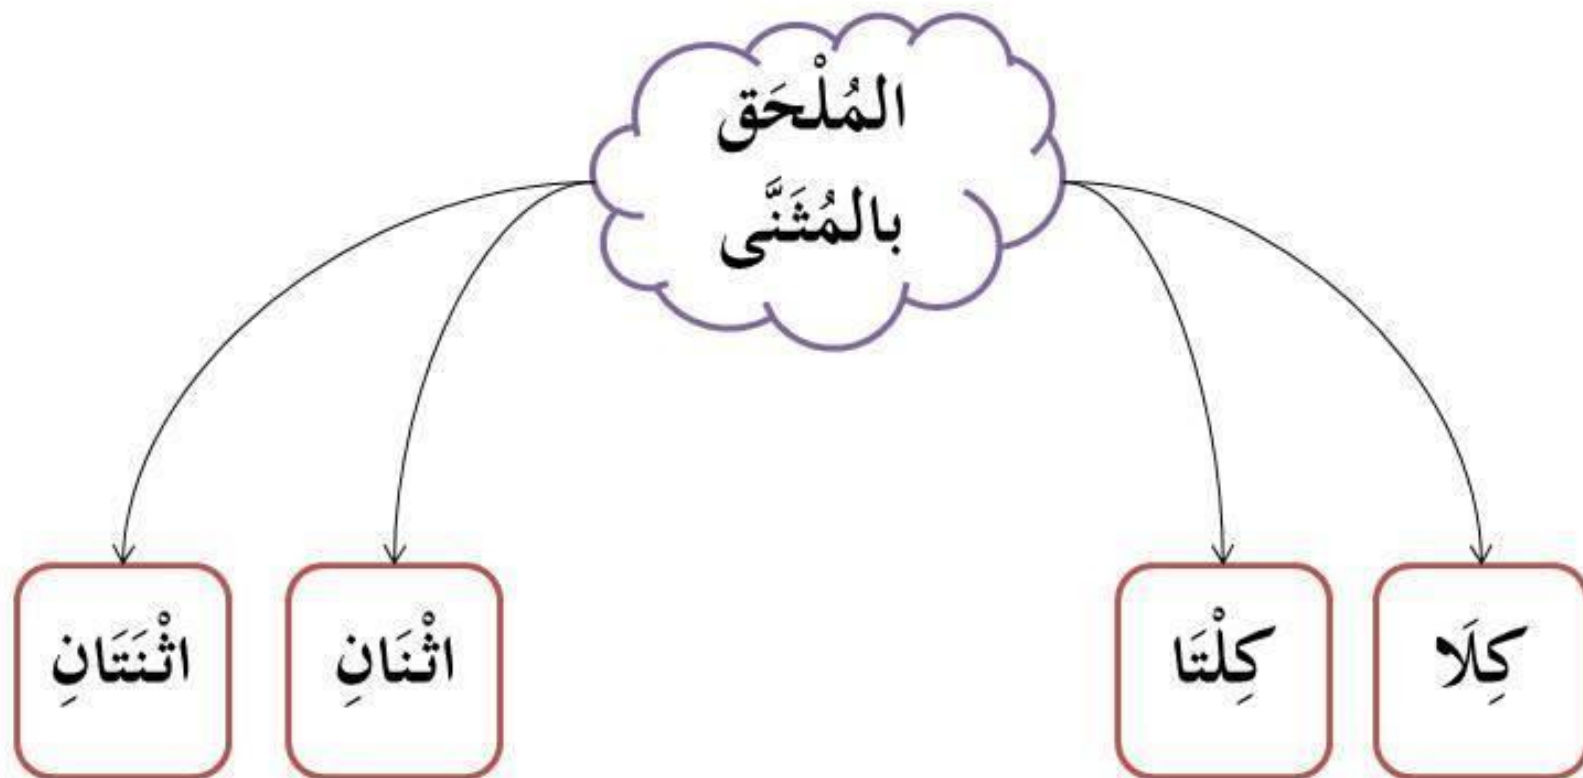 المُلْحَق
بالمُثَنَّى
كِلَا
كِلْتَا
اثْنَانِ
اثْنَتَانِ